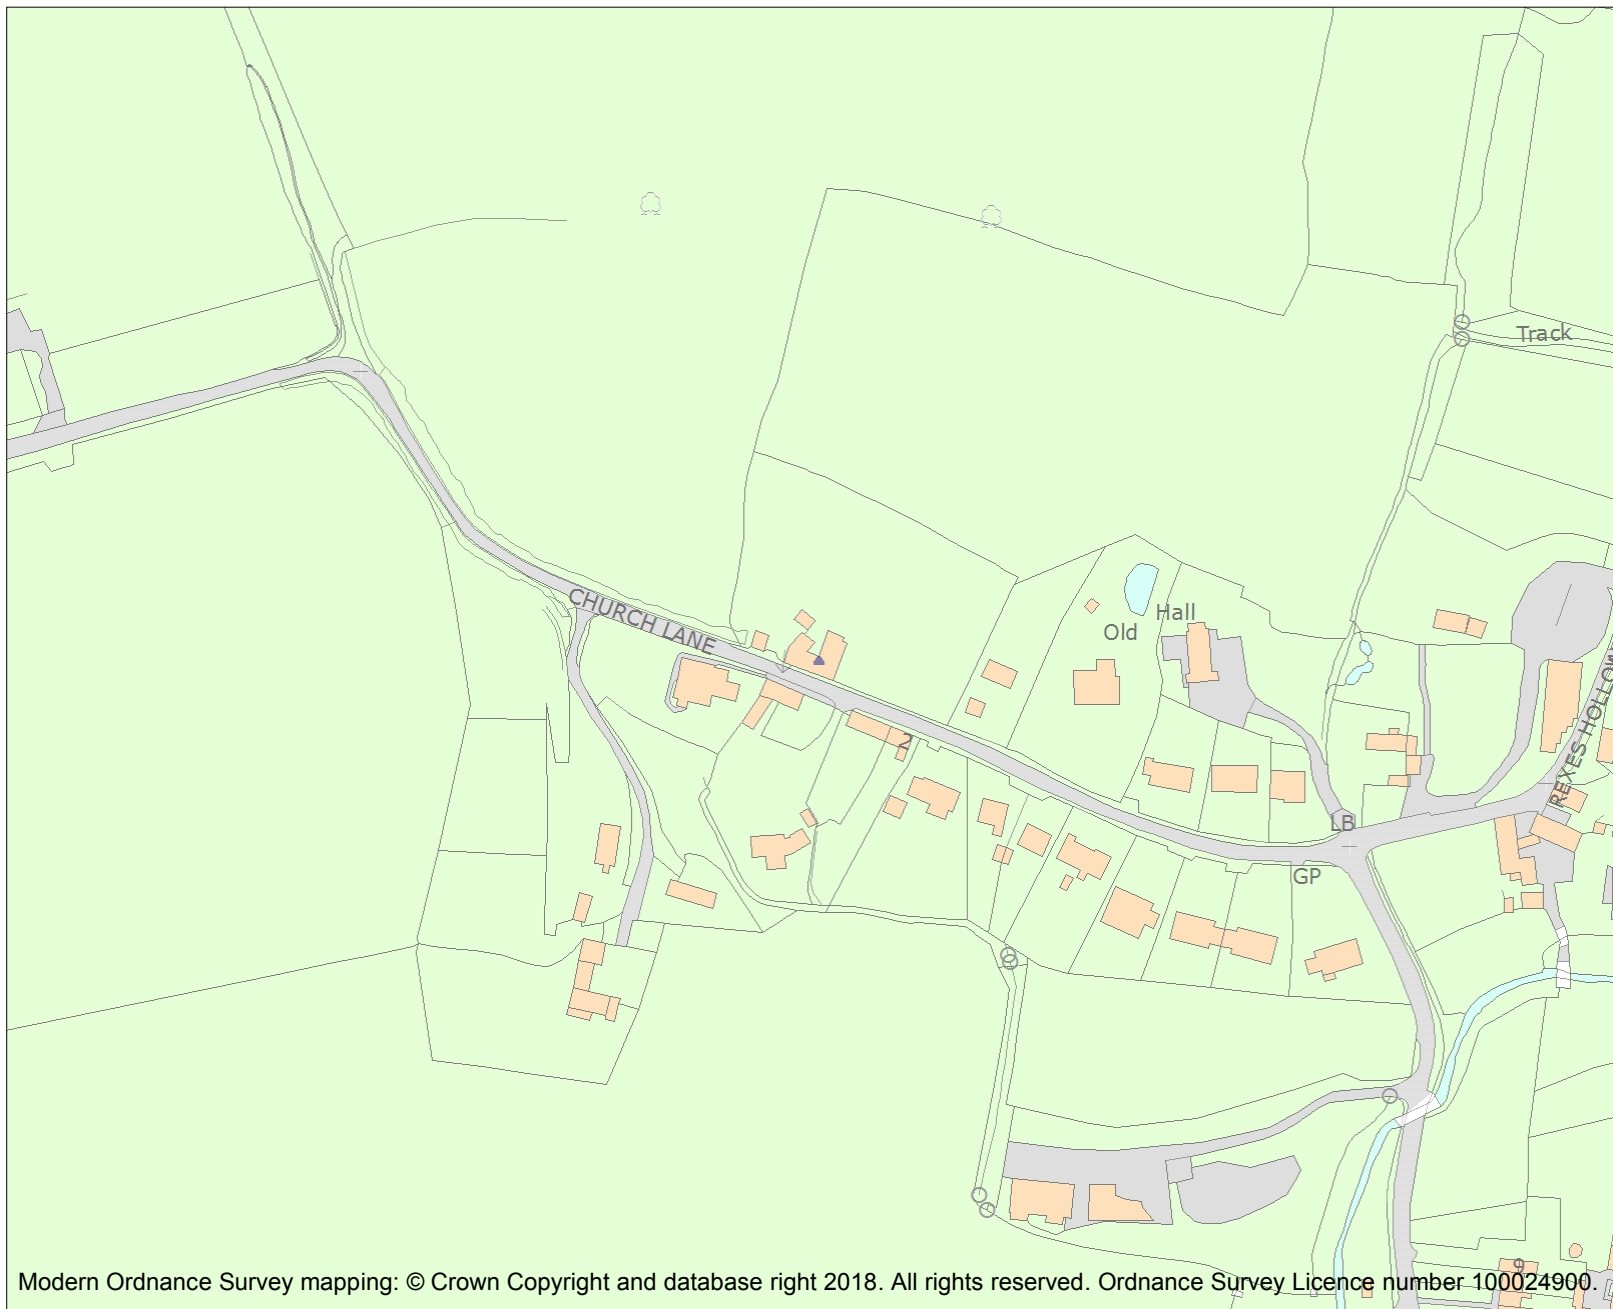 Track
CHURCH LANE
Hall
Old
2
REXES HOLLOW
LB
GP
9
Modern Ordnance Survey mapping: © Crown Copyright and database right 2018. All rights reserved. Ordnance Survey Licence number 100024900.